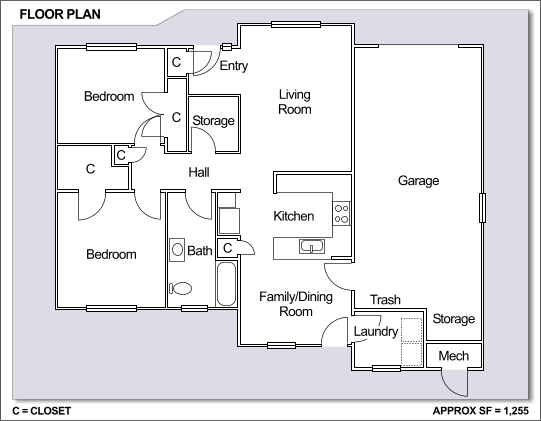 FLOOR PLAN
C
Entry
Bedroom
Living
Room
C
Storage
C
C
Hall
Garage
Kitchen
Bedroom
Bath
C
Family/Dining
Room
Trash
Storage
Laundry
Mech
C = CLOSET
APPROX SF = 1,255